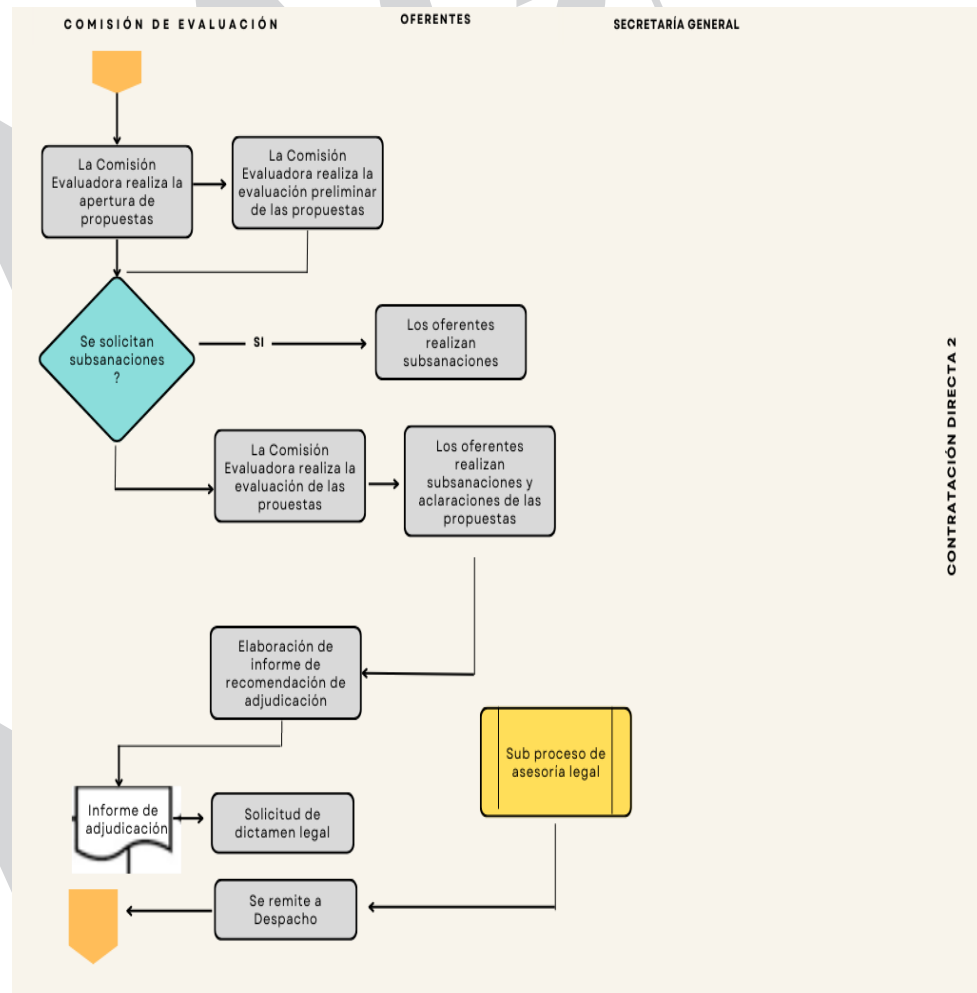 COMISIÓN DE EVALUACIÓN
OFERENTES
SECRETARÍA GENERAL
La Comisión
Evaluadora realiza la
apertura de
propuestas
La Comisión
Evaluadora realiza la
evaluación preliminar
de las propuestas
Se solicitan
subsanaciones
?
SI
Los oferentes
realizan
subsanaciones
La Comisión
Evaluadora realiza la
evaluación de las
prouestas
Los oferentes
realizan
subsanaciones y
aclaraciones de las
propuestas
Elaboración de
informe de
recomendación de
adjudicación
Sub proceso de
asesoria legal
Informe de
adjudicación
Solicitud de
dictamen legal
Se remite a
Despacho
CONTRATACIÓN DIRECTA 2